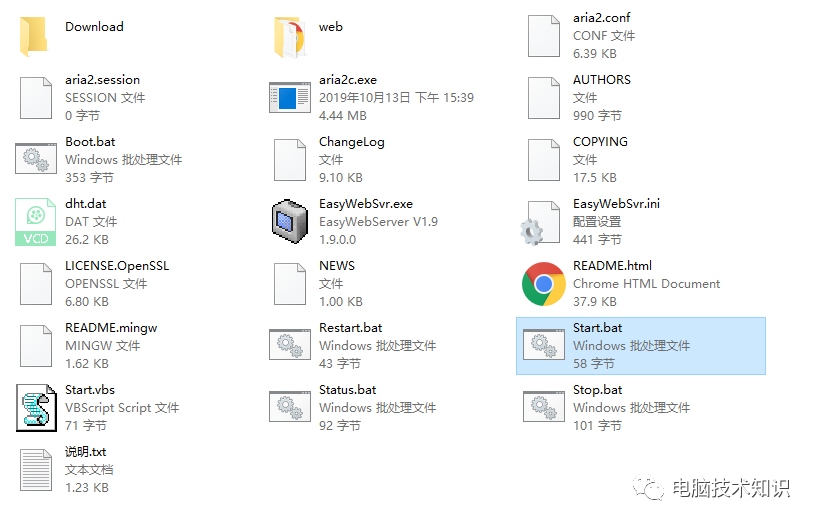 Download
web
aria2.conf
CONF 文件
6.39 KB
aria2.session
SESSION 文件
0 字节
aria2c.exe
2019年10月13日 下午 15:39
4.44 MB
AUTHORS
文件
990 字节
Boot.bat
Windows 批处理文件
353 字节
ChangeLog
文件
9.10 KB
COPYING
文件
17.5 KB
VCD
dht.dat
DAT 文件
26.2 KB
EasyWebSvr.exe
EasyWebServer V1.9
1.9.0.0
EasyWebSvr.ini
配置设置
441 字节
LICENSE.OpenSSL
OPENSSL 文件
6.80 KB
NEWS
文件
1.00 KB
README.html
Chrome HTML Document
37.9 KB
README.mingw
MINGW 文件
1.62 KB
Restart.bat
Windows 批处理文件
43 字节
Start.bat
Windows 批处理文件
58 字节
Start.vbs
VBScript Script 文件
71 字节
Status.bat
Windows 批处理文件
92 字节
Stop.bat
Windows 批处理文件
101 字节
说明.txt
文本文档
1.23 KB
电脑技术知识